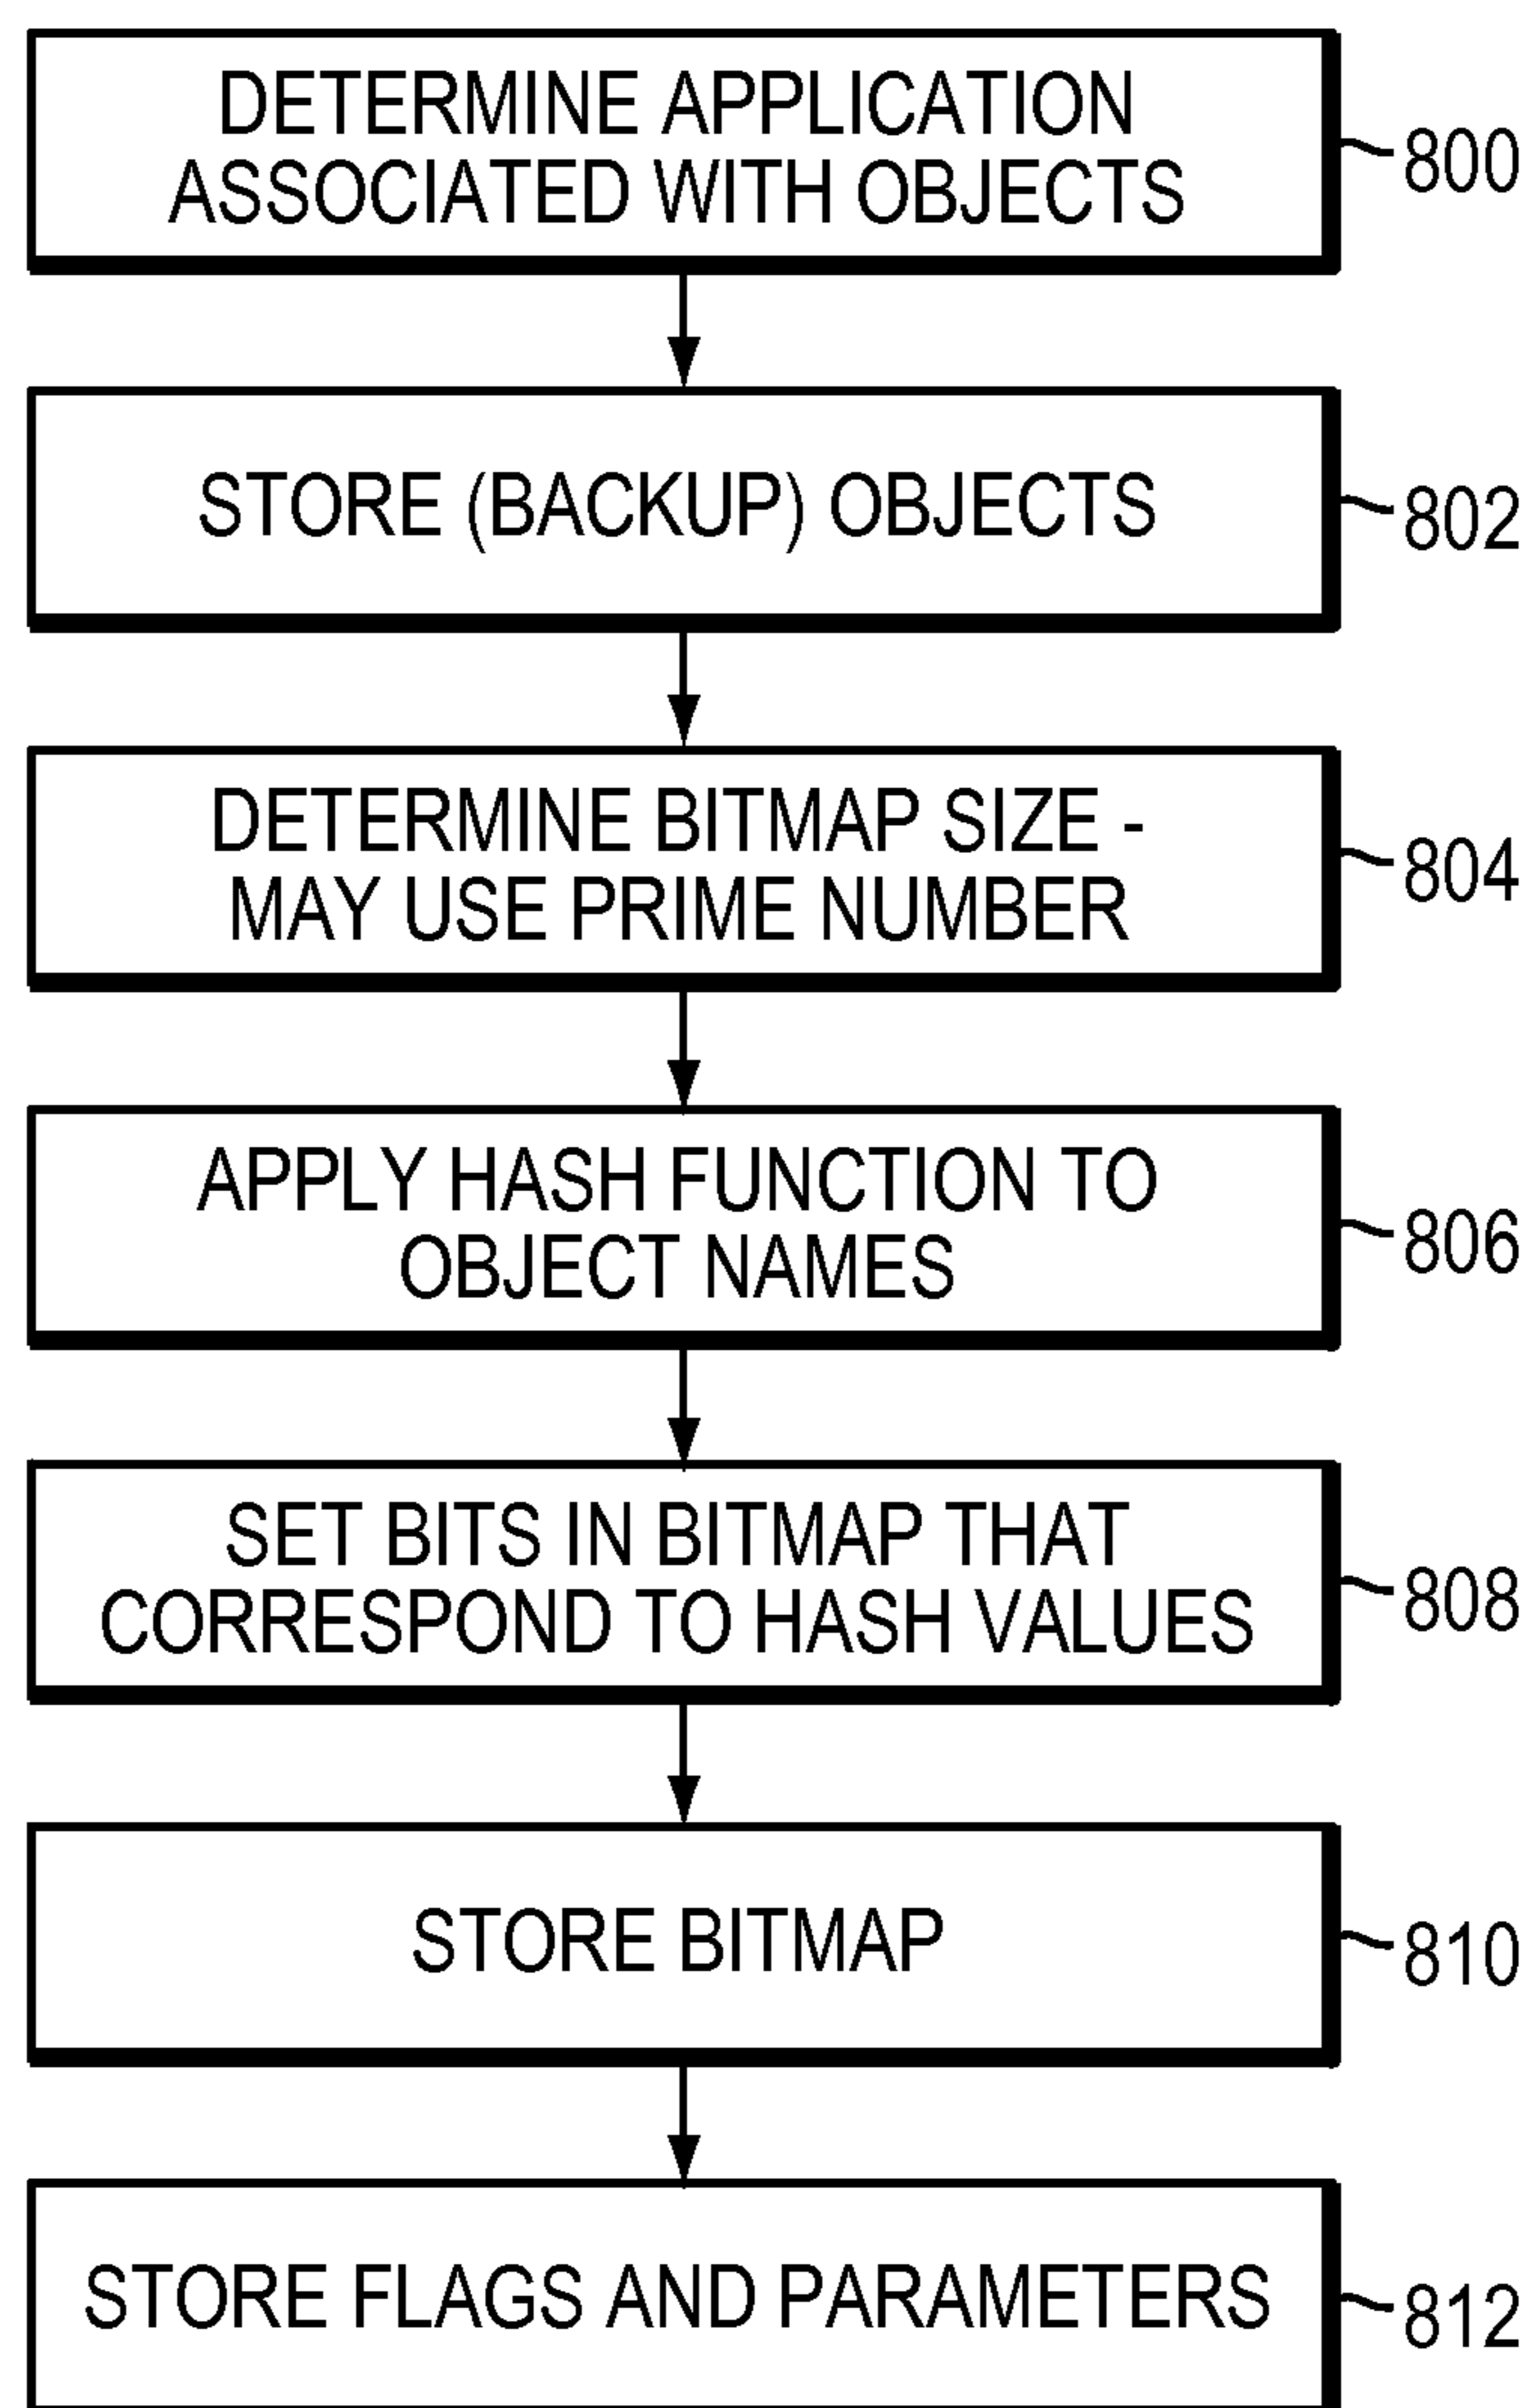 DETERMINE APPLICATION
ASSOCIATED WITH OBJECTS
800
STORE (BACKUP) OBJECTS
802
DETERMINE BITMAP SIZE -
MAY USE PRIME NUMBER
804
APPLY HASH FUNCTION TO
OBJECT NAMES
806
SET BITS IN BITMAP THAT
CORRESPOND TO HASH VALUES
808
STORE BITMAP
810
STORE FLAGS AND PARAMETERS
812